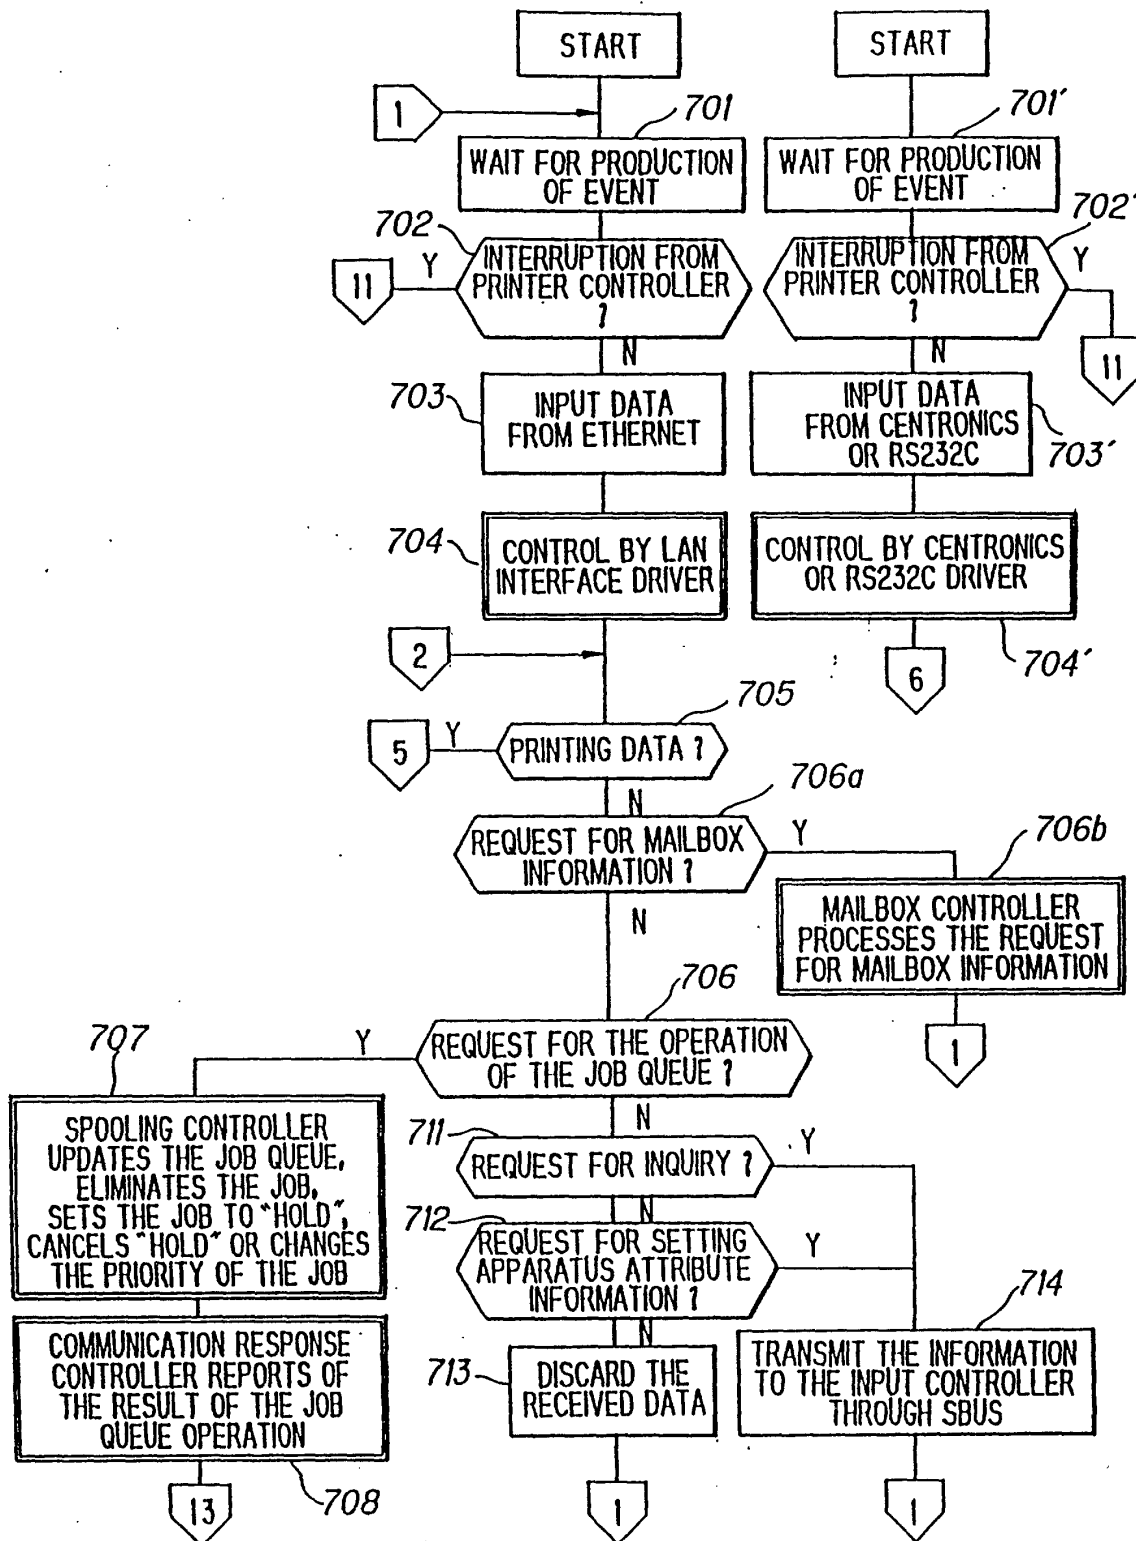 START
START
1
701
701'
WAIT FOR PRODUCTION
OF EVENT
WAIT FOR PRODUCTION
OF EVENT
702
702'
INTERRUPTION FROM
PRINTER CONTROLLER
?
INTERRUPTION FROM
PRINTER CONTROLLER
?
Y
11
Y
11
N
N
703
INPUT DATA
FROM ETHERNET
INPUT DATA
FROM CENTRONICS
OR RS232C
703'
704
CONTROL BY LAN
INTERFACE DRIVER
CONTROL BY CENTRONICS
OR RS232C DRIVER
704'
2
6
705
5
Y
PRINTING DATA ?
N
706a
REQUEST FOR MAILBOX
INFORMATION ?
Y
706b
N
MAILBOX CONTROLLER
PROCESSES THE REQUEST
FOR MAILBOX INFORMATION
1
706
707
Y
REQUEST FOR THE OPERATION
OF THE JOB QUEUE ?
N
SPOOLING CONTROLLER
UPDATES THE JOB QUEUE,
ELIMINATES THE JOB,
SETS THE JOB TO "HOLD",
CANCELS "HOLD" OR CHANGES
THE PRIORITY OF THE JOB
711
REQUEST FOR INQUIRY ?
Y
N
712
REQUEST FOR SETTING
APPARATUS ATTRIBUTE
INFORMATION ?
Y
N
714
COMMUNICATION RESPONSE
CONTROLLER REPORTS OF
THE RESULT OF THE JOB
QUEUE OPERATION
708
713
DISCARD THE
RECEIVED DATA
TRANSMIT THE INFORMATION
TO THE INPUT CONTROLLER
THROUGH SBUS
13
1
1